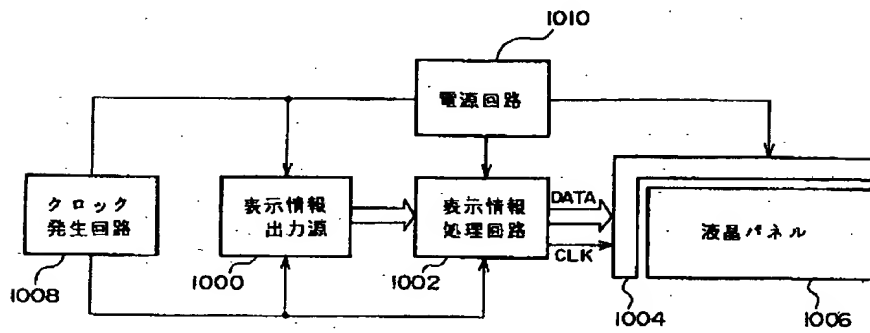 1010
電源回路
クロック
発生回路
表示情報
出力源
表示情報
処理回路
DATA
CLK
液晶パネル
1008
1000
1002
1004
1006